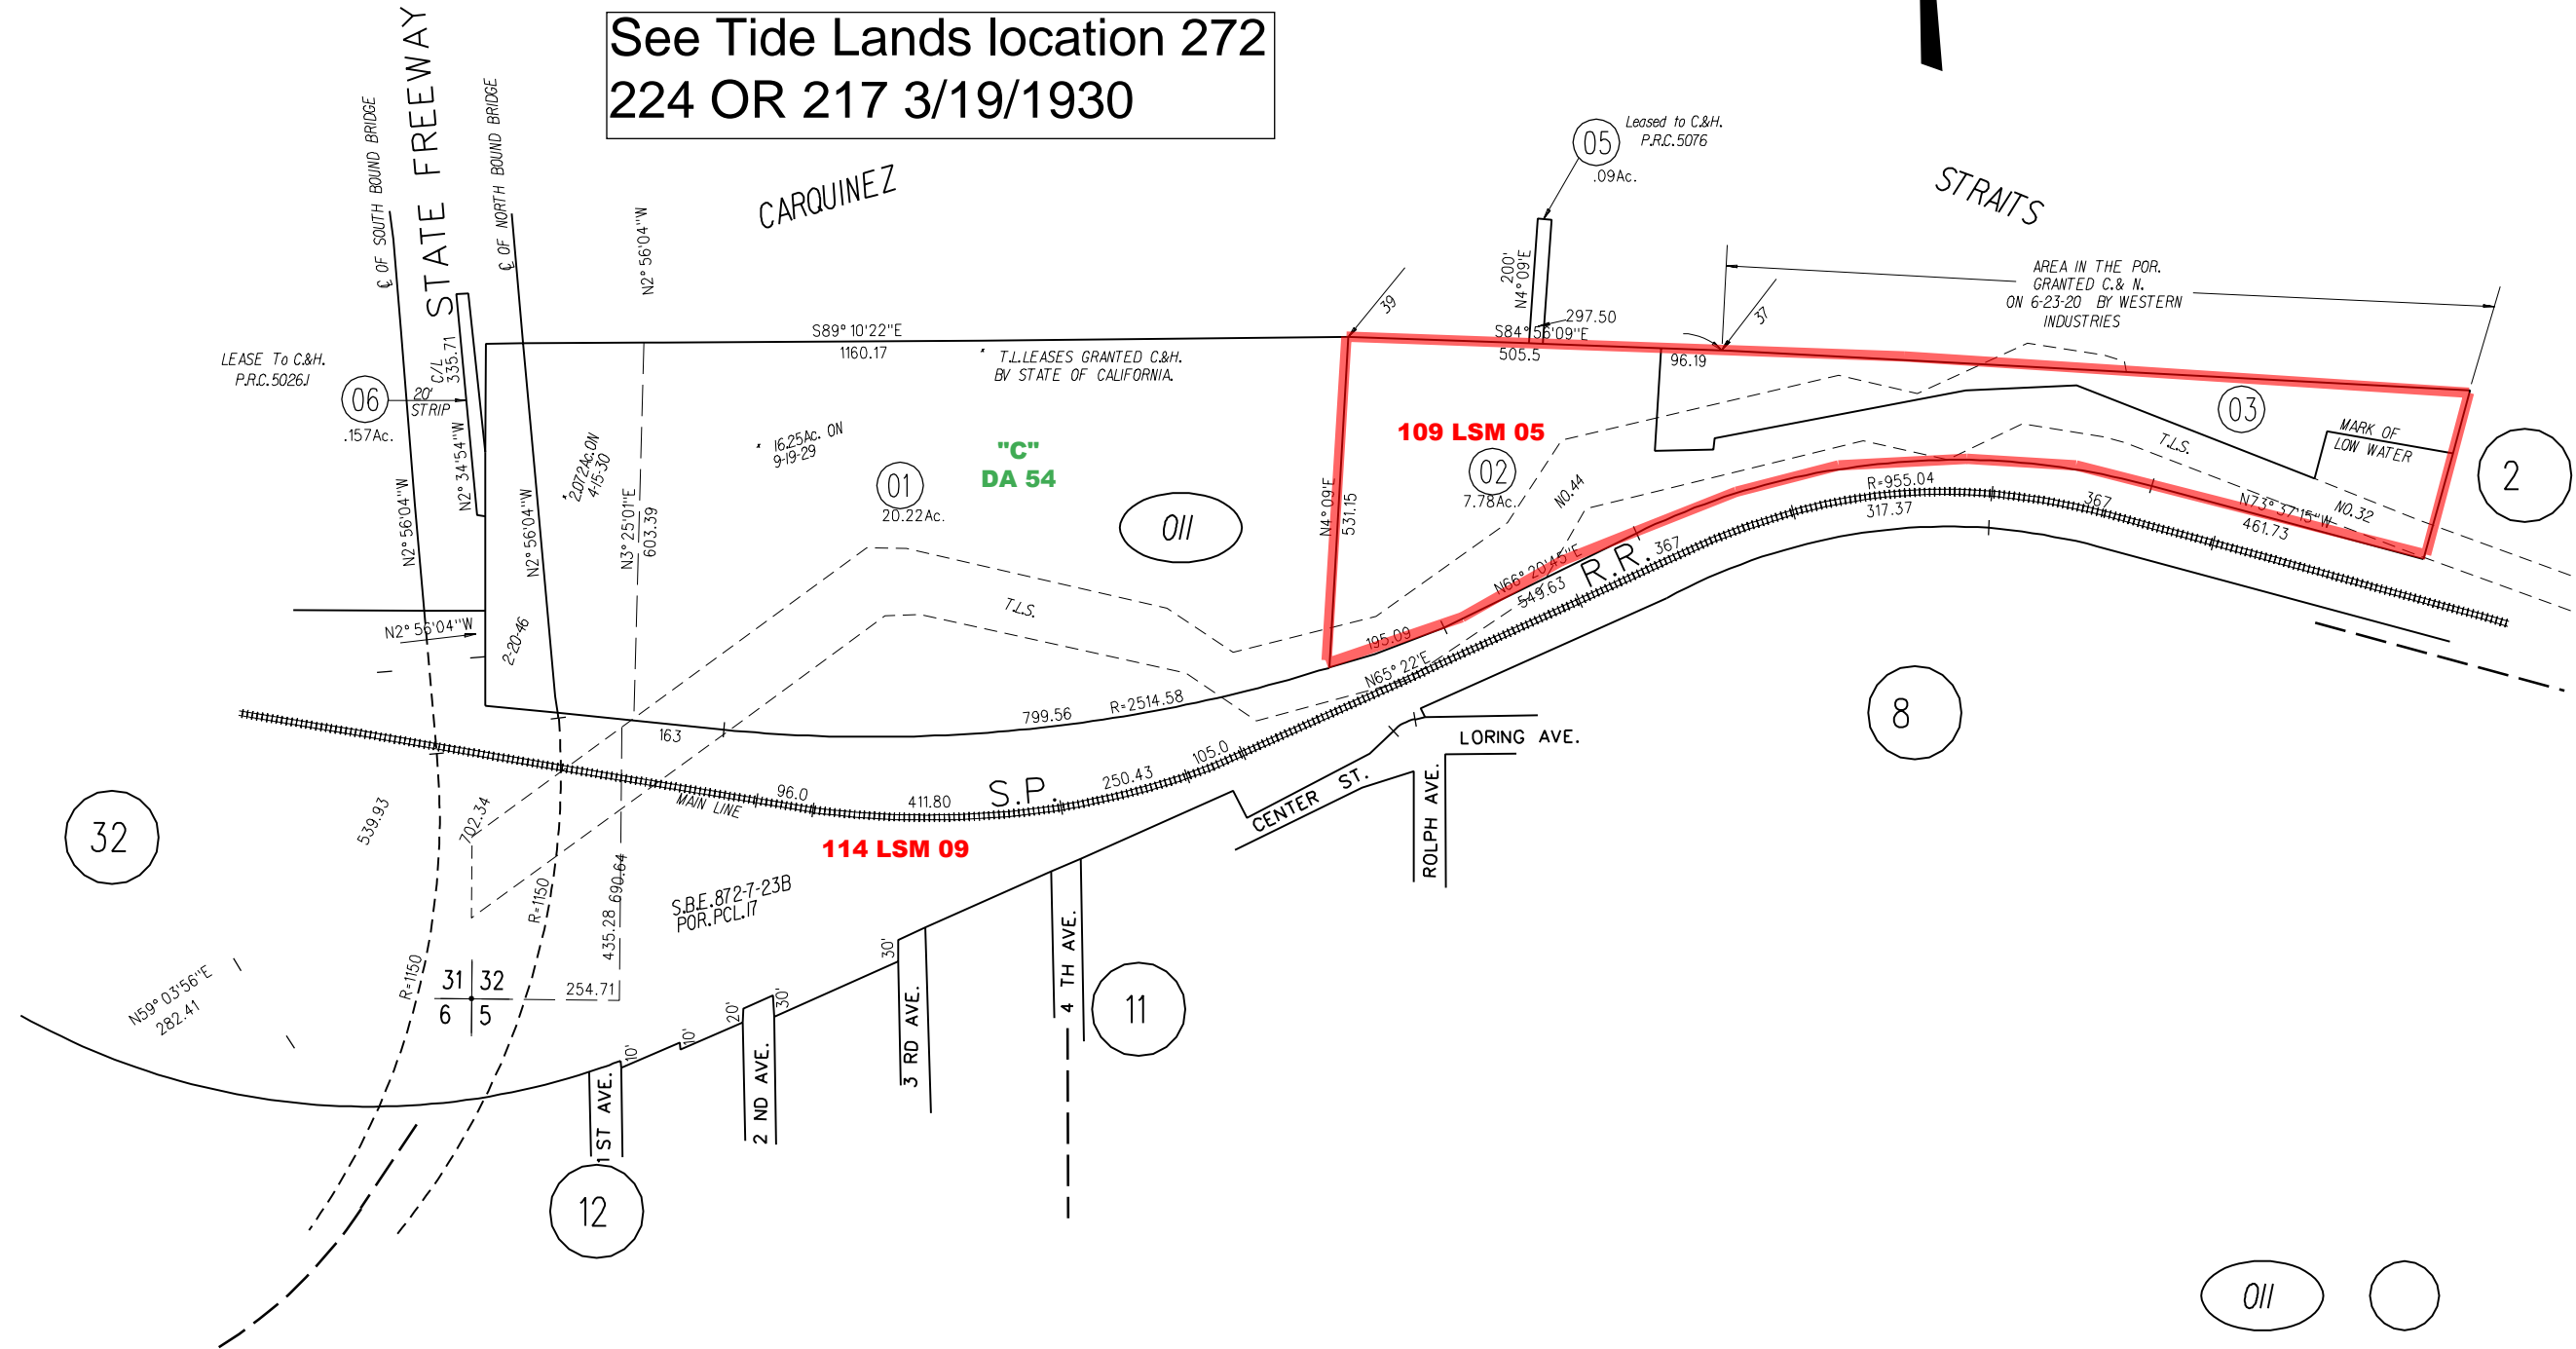 See Tide Lands location 272
224 OR 217 3/19/1930
STATE FREEWAY
℄ OF SOUTH BOUND BRIDGE
℄ OF NORTH BOUND BRIDGE
N2° 56'04"W
CARQUINEZ
STRAITS
05
Leased to C.&H.
P.R.C.5076
.09Ac.
200'
N4° 09'E
297.50
39
37
AREA IN THE POR.
GRANTED C.& N.
ON 6-23-20 BY WESTERN
INDUSTRIES
S89° 10'22"E
1160.17
S84° 56'09"E
505.5
96.19
* T.L.LEASES GRANTED C.&H.
BV STATE OF CALIFORNIA.
LEASE To C.&H.
P.R.C.5026.1
06
.157Ac.
C/L
335.71
20'
STRIP
N2° 34'54"W
N2° 56'04"W
N2° 56'04"W
* 2.072Ac.ON
4-15-30
* 16.25Ac. ON
9-19-29
N3° 25'01"E
603.39
01
20.22Ac.
"C"
DA 54
011
109 LSM 05
02
7.78Ac.
N4° 09'E
531.15
NO.44
03
MARK OF
LOW WATER
T.L.S.
NO.32
2
R=955.04
317.37
367
N73° 37'15"W
461.73
N66° 20'45"E
549.63
367
R.R.
195.09
N65° 22'E
T.L.S.
N2° 56'04"W
2-20-46
163
799.56
R=2514.58
105.0
250.43
S.P.
411.80
96.0
MAIN LINE
114 LSM 09
LORING AVE.
CENTER ST.
ROLPH AVE.
8
32
539.93
702.34
R=1150
R=1150
435.28
690.64
S.B.E.872-7-23B
POR.PCL.17
254.71
31 32
6 5
N59° 03'56"E
282.41
10'
10'
20'
30'
30'
1 ST AVE.
2 ND AVE.
3 RD AVE.
4 TH AVE.
11
12
011